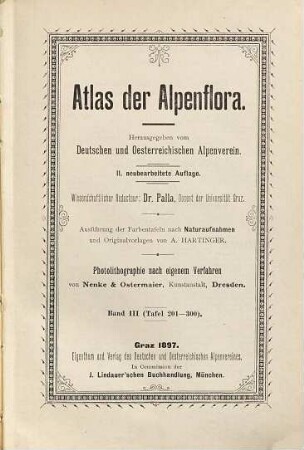 Atlas der Alpenflora.
Herausgegeben vom
Deutschen und Oesterreichischen Alpenverein.
II. neubearbeitete Auflage.
Wissenschaftlicher Redacteur: Dr. Palla, Docent der Universität Graz.
Ausführung der Farbentafeln nach Naturaufnahmen
und Originalvorlagen von A. HARTINGER.
Photolithographie nach eigenem Verfahren
von Nenke & Ostermaier, Kunstanstalt, Dresden.
Band III (Tafel 201—300).
Graz 1897.
Eigenthum und Verlag des Deutschen und Oesterreichischen Alpenvereines.
In Commission der
J. Lindauer'schen Buchhandlung, München.